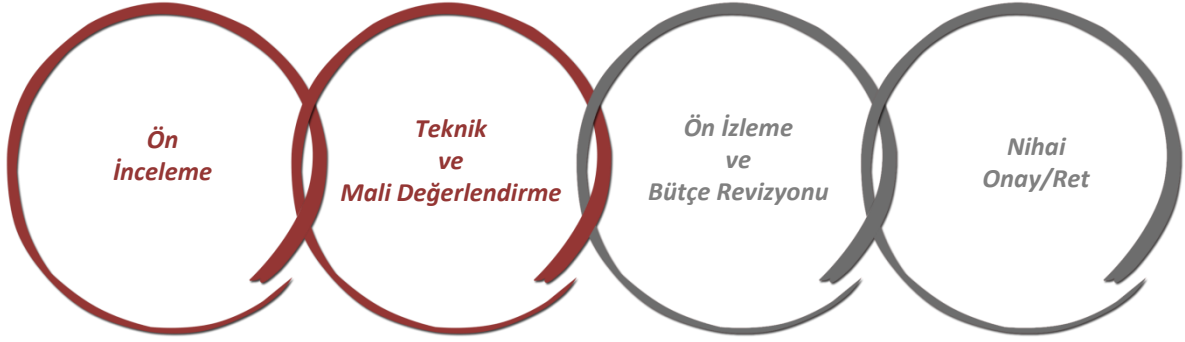 Ön
İnceleme
Teknik
ve
Mali Değerlendirme
Ön İzleme
ve
Bütçe Revizyonu
Nihai
Onay/Ret